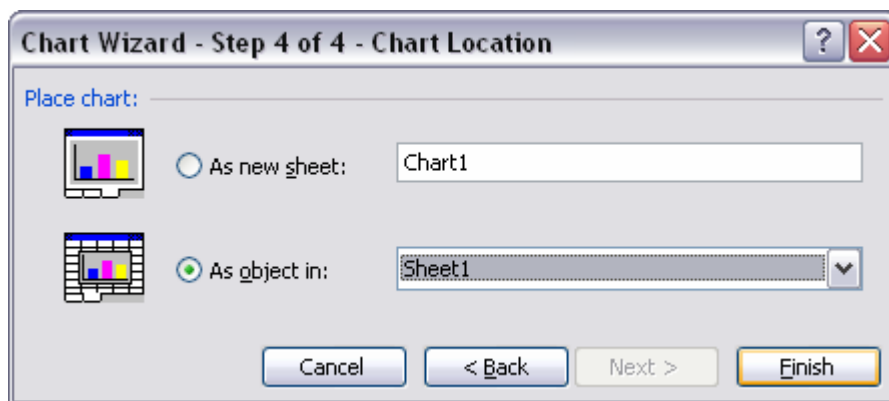 Chart Wizard - Step 4 of 4 - Chart Location
Place chart:
As new sheet: Chart1
As object in: Sheet1
Cancel < Back Next > Finish